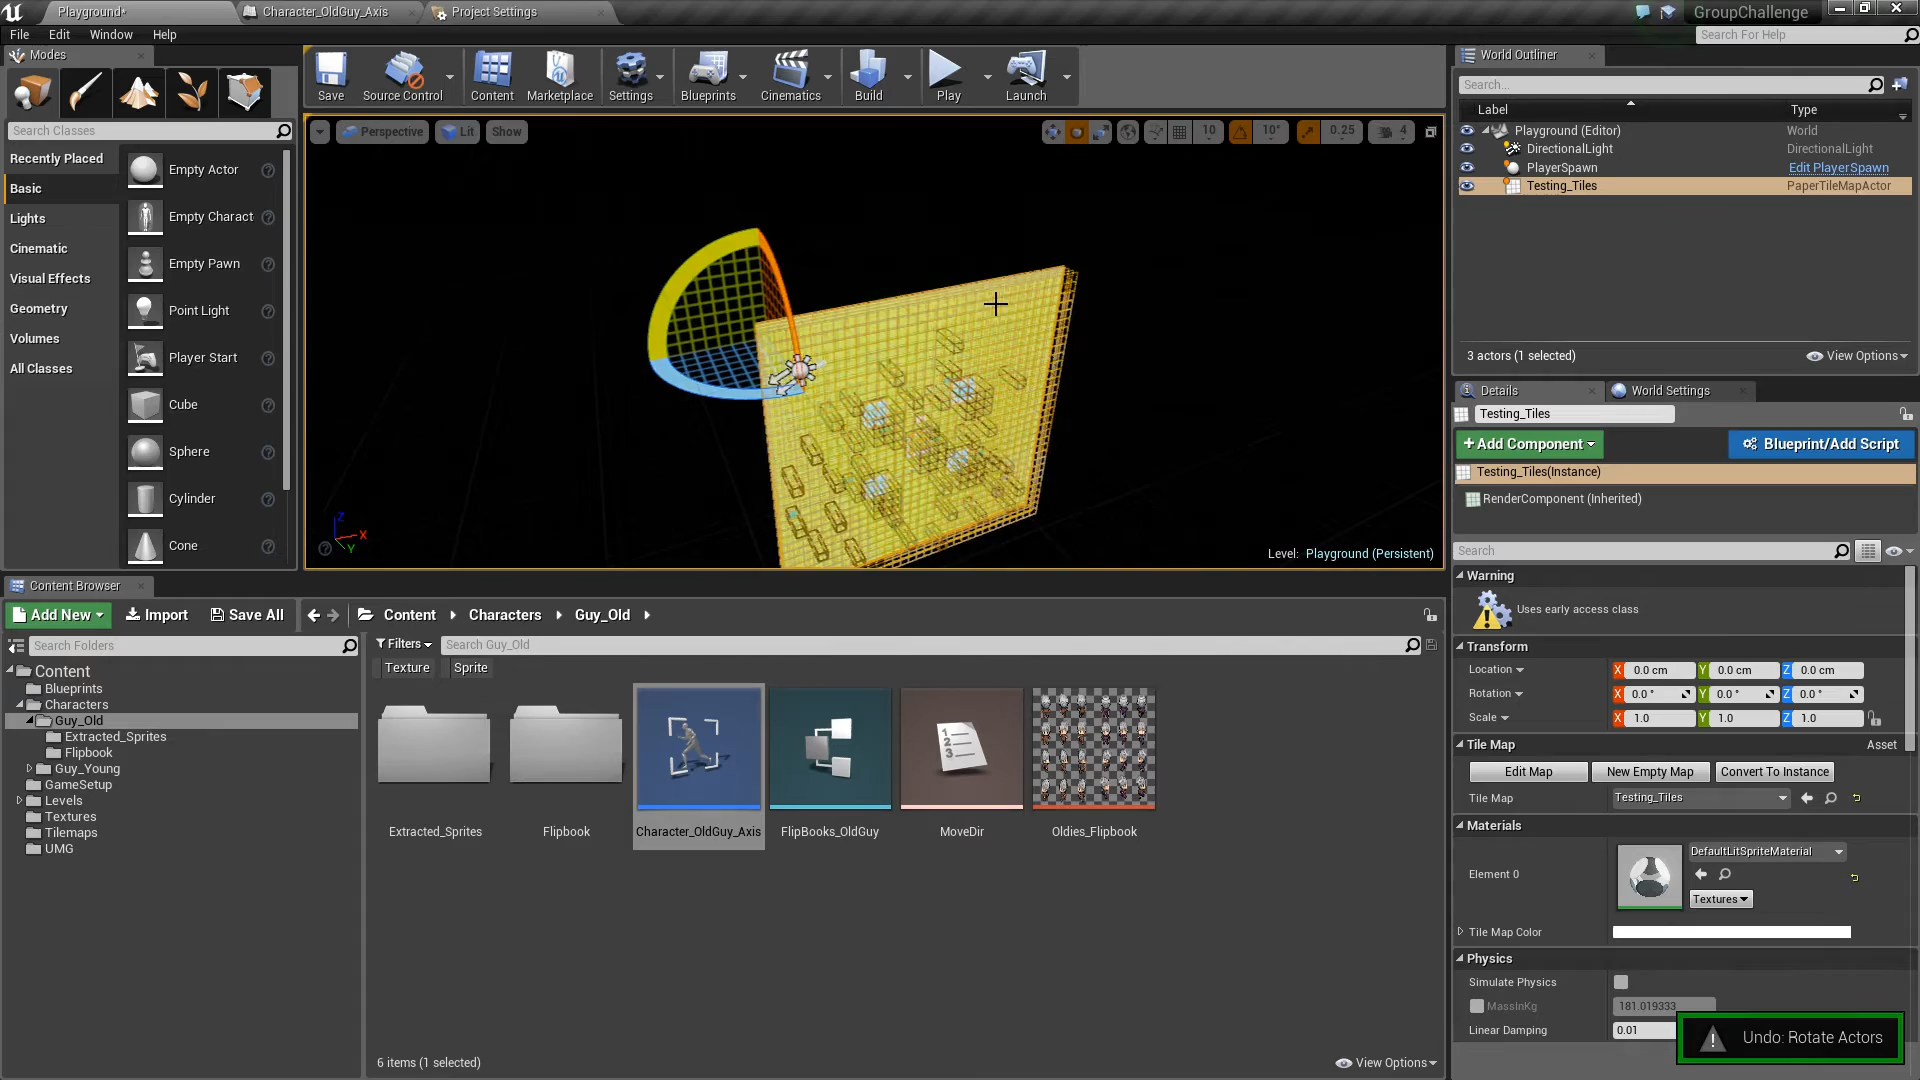 Playground*
Character_OldGuy_Axis
Project Settings
GroupChallenge
File Edit Window Help
Search For Help
Modes
Search Classes
Recently Placed
Basic
Lights
Cinematic
Visual Effects
Geometry
Volumes
All Classes
Empty Actor
Empty Charact
Empty Pawn
Point Light
Player Start
Cube
Sphere
Cylinder
Cone
Save
Source Control
Content
Marketplace
Settings
Blueprints
Cinematics
Build
Play
Launch
Perspective
Lit
Show
10
10°
0.25
4
Z
X
Y
Level: Playground (Persistent)
World Outliner
Search...
Label
Type
Playground (Editor) World
DirectionalLight DirectionalLight
PlayerSpawn Edit PlayerSpawn
Testing_Tiles PaperTileMapActor
3 actors (1 selected)
View Options
Details
World Settings
Testing_Tiles
+Add Component
Blueprint/Add Script
Testing_Tiles(Instance)
RenderComponent (Inherited)
Search
Warning
Uses early access class
Transform
Location X 0.0 cm Y 0.0 cm Z 0.0 cm
Rotation X 0.0 ° Y 0.0 ° Z 0.0 °
Scale X 1.0 Y 1.0 Z 1.0
Tile Map Asset
Edit Map
New Empty Map
Convert To Instance
Tile Map Testing_Tiles
Materials
Element 0
DefaultLitSpriteMaterial
Textures
Tile Map Color
Physics
Simulate Physics
MassInKg 181.019333
Linear Damping 0.01
Undo: Rotate Actors
Content Browser
Add New
Import
Save All
Content
Characters
Guy_Old
Search Folders
Content
Blueprints
Characters
Guy_Old
Extracted_Sprites
Flipbook
Guy_Young
GameSetup
Levels
Textures
Tilemaps
UMG
Filters
Search Guy_Old
Texture
Sprite
1
2
3
Extracted_Sprites
Flipbook
Character_OldGuy_Axis
FlipBooks_OldGuy
MoveDir
Oldies_Flipbook
6 items (1 selected)
View Options